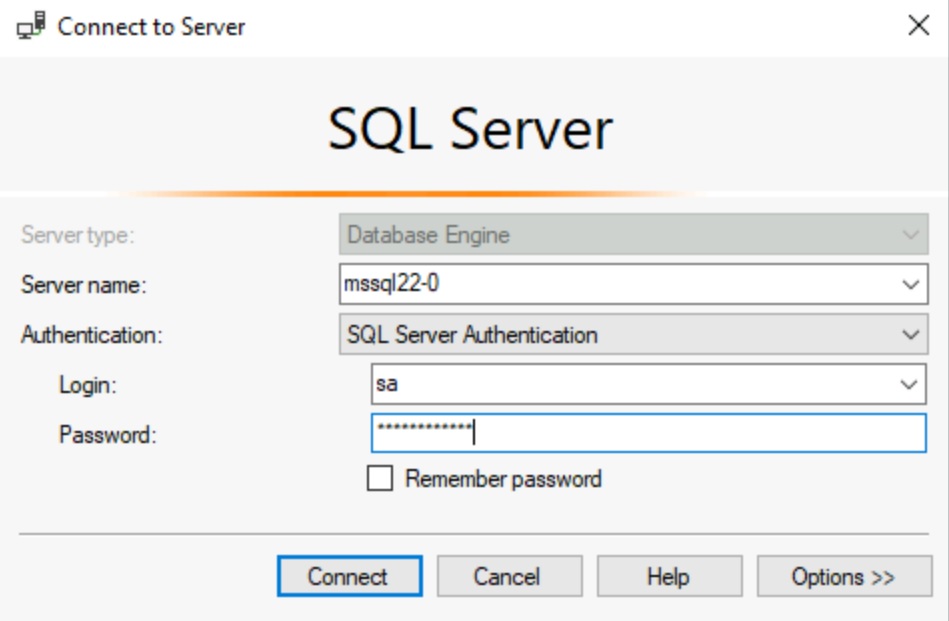 Connect to Server
SQL Server
Server type: Database Engine
Server name: mssql22-0
Authentication: SQL Server Authentication
Login: sa
Password: ************
Remember password
Connect Cancel Help Options >>